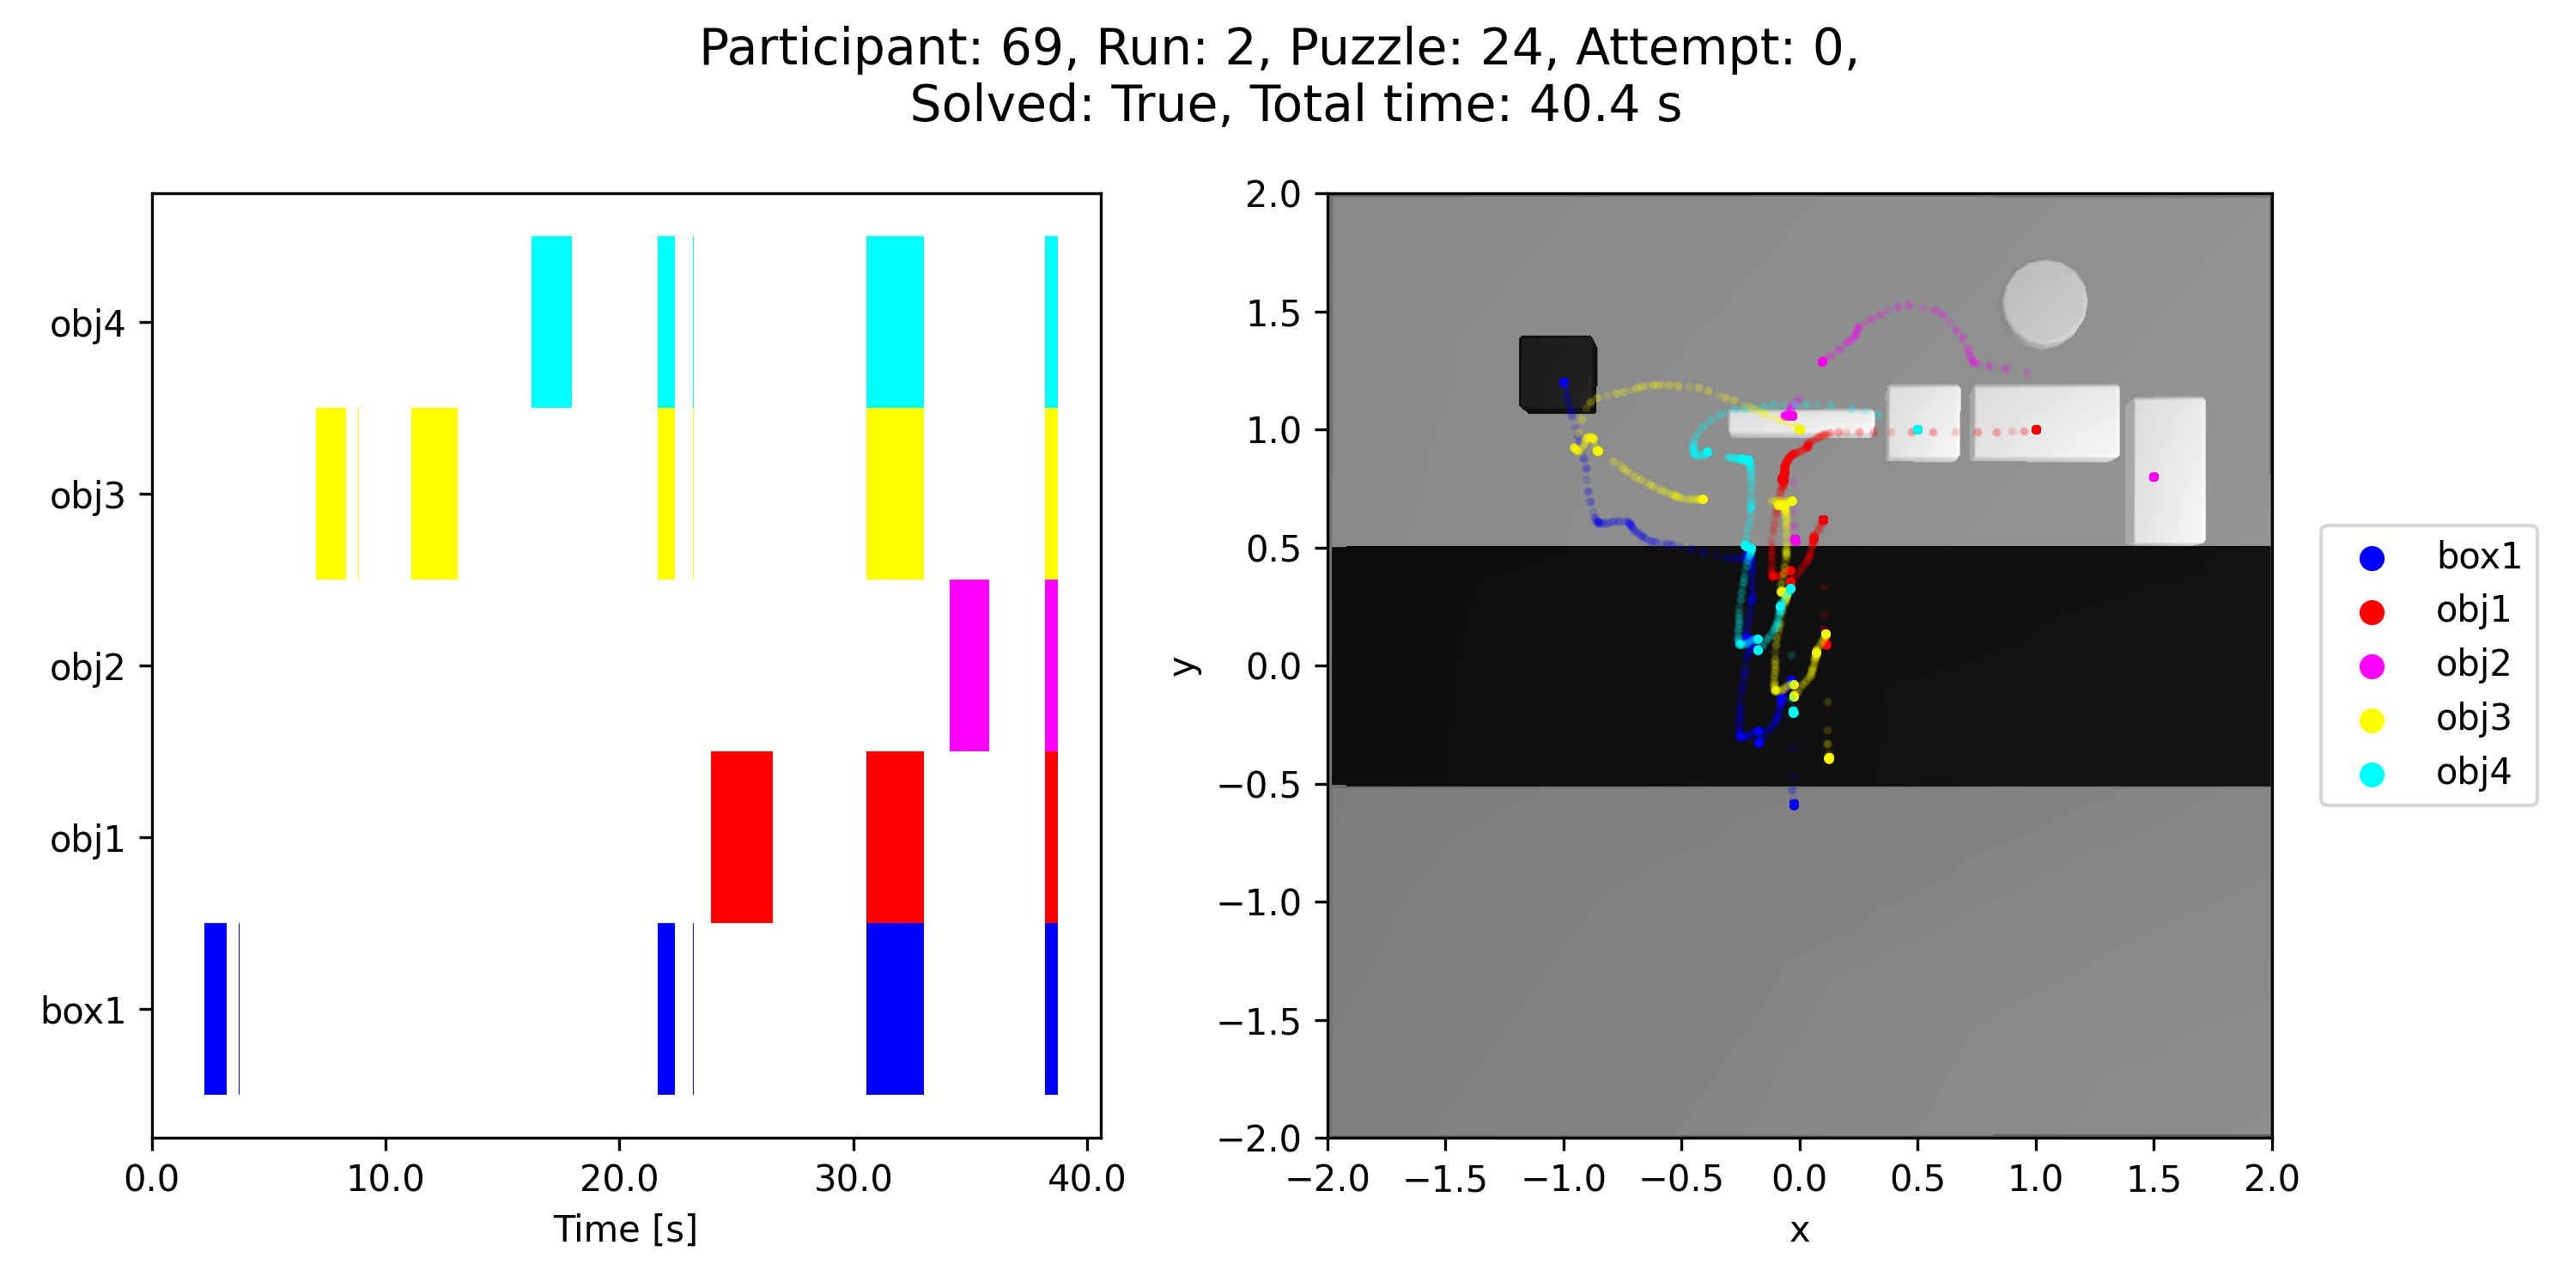 Participant: 69, Run: 2, Puzzle: 24, Attempt: 0,
Solved: True, Total time: 40.4 s
obj4
obj3
obj2
obj1
box1
0.0 10.0 20.0 30.0 40.0
Time [s]
2.0
1.5
1.0
0.5
0.0
−0.5
−1.0
−1.5
−2.0
y
−2.0 −1.5 −1.0 −0.5 0.0 0.5 1.0 1.5 2.0
x
box1
obj1
obj2
obj3
obj4